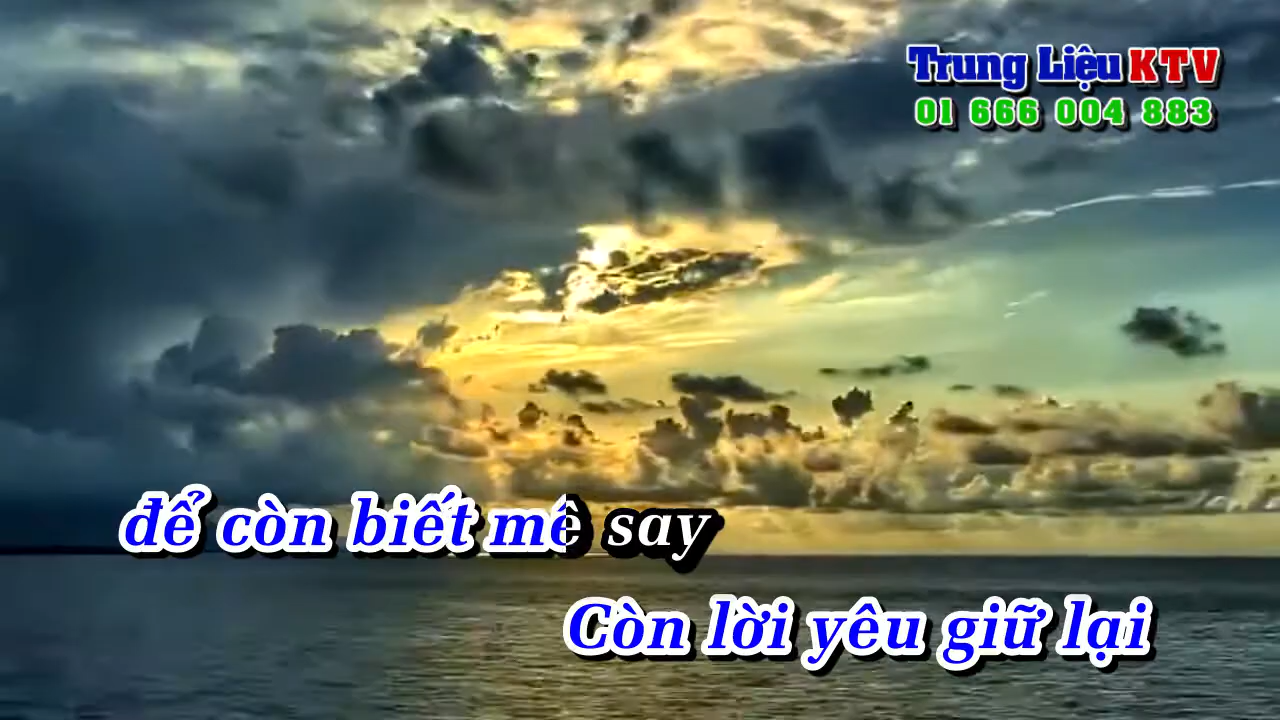 Trung Liệu KTV
01 666 004 883
để còn biết mê say
Còn lời yêu giữ lại